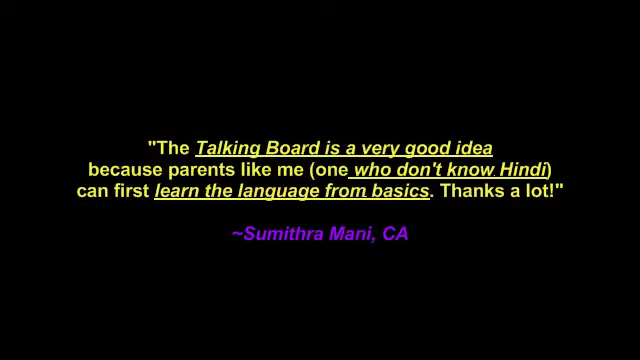 "The Talking Board is a very good idea
because parents like me (one who don't know Hindi)
can first learn the language from basics. Thanks a lot!"
~Sumithra Mani, CA